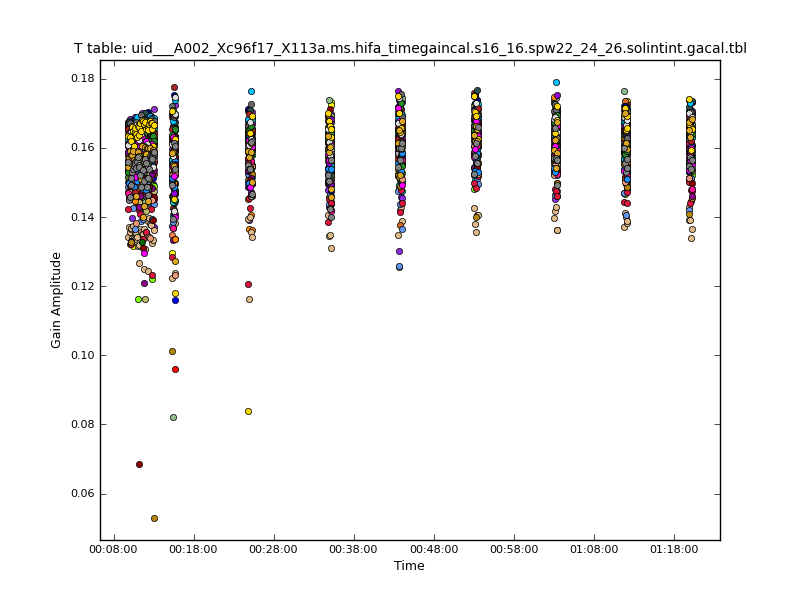 T table: uid___A002_Xc96f17_X113a.ms.hifa_timegaincal.s16_16.spw22_24_26.solintint.gacal.tbl
Gain Amplitude
0.18
0.16
0.14
0.12
0.10
0.08
0.06
00:08:00 00:18:00 00:28:00 00:38:00 00:48:00 00:58:00 01:08:00 01:18:00
Time